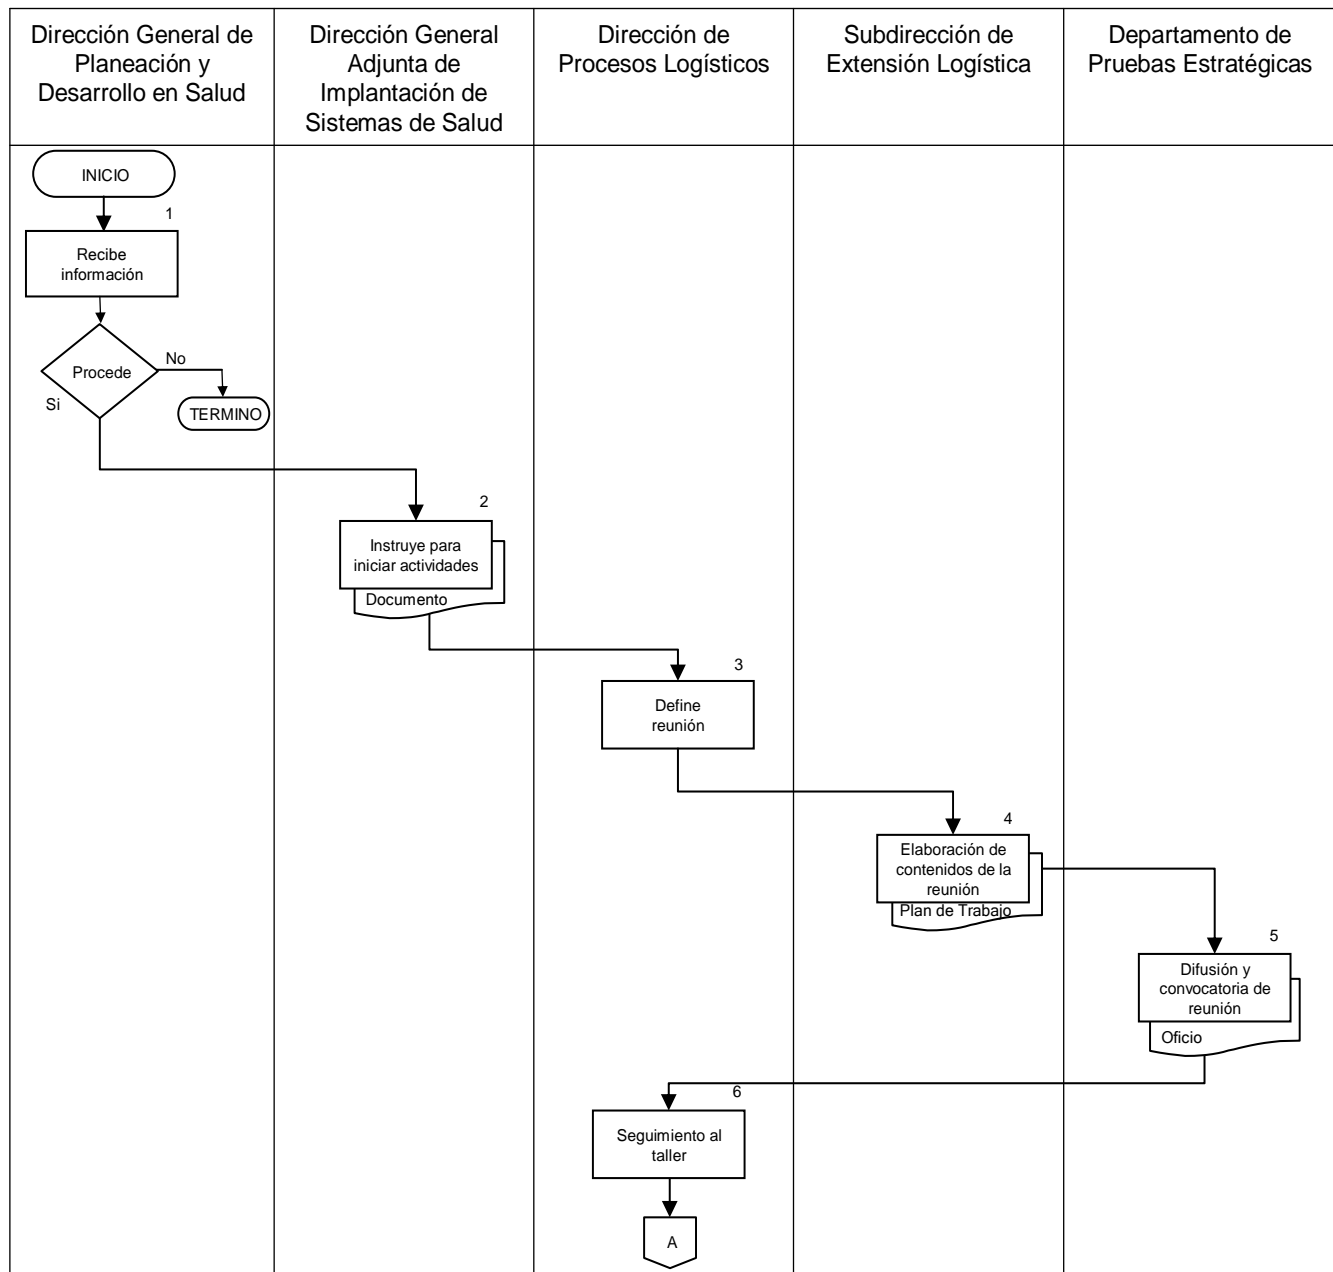 Dirección General de
Planeación y
Desarrollo en Salud
Dirección General
Adjunta de
Implantación de
Sistemas de Salud
Dirección de
Procesos Logísticos
Subdirección de
Extensión Logística
Departamento de
Pruebas Estratégicas
INICIO
1
Recibe
información
Procede
No
Si
TERMINO
2
Instruye para
iniciar actividades
Documento
3
Define
reunión
4
Elaboración de
contenidos de la
reunión
Plan de Trabajo
5
Difusión y
convocatoria de
reunión
Oficio
6
Seguimiento al
taller
A